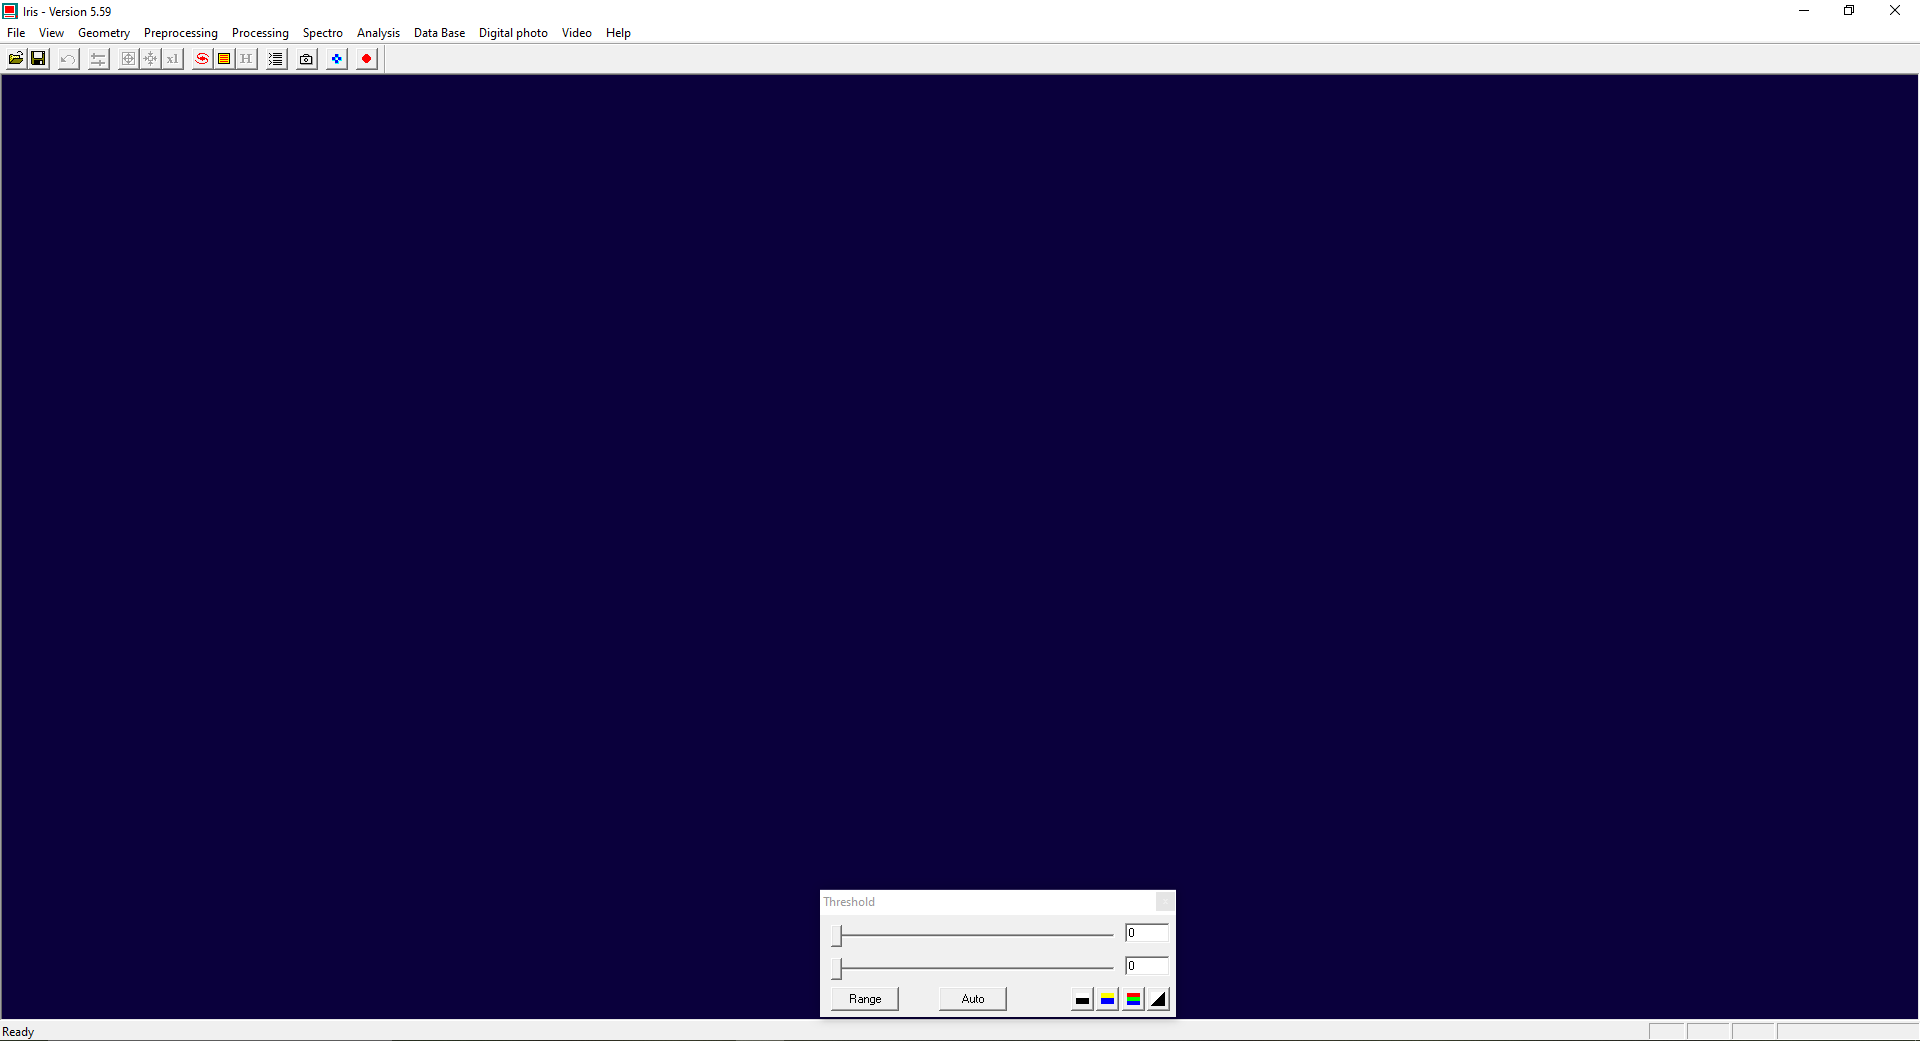 Iris - Version 5.59
File View Geometry Preprocessing Processing Spectro Analysis Data Base Digital photo Video Help
x1 H
Threshold
0
0
Range Auto
Ready